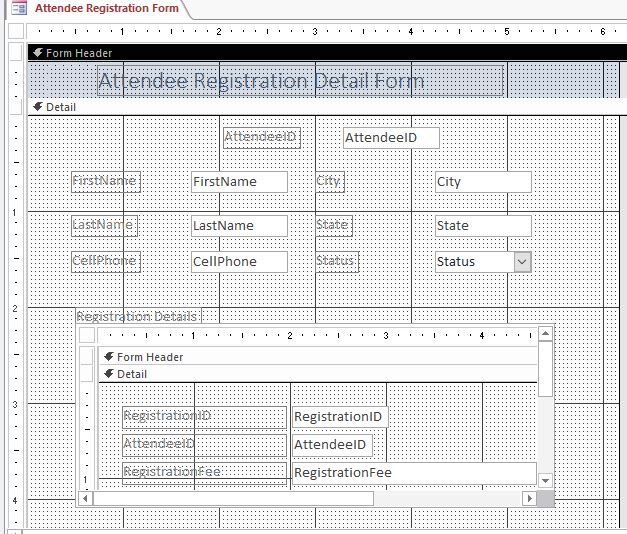 Attendee Registration Form
1 2 3 4 5 6
Form Header
Attendee Registration Detail Form
Detail
AttendeeID AttendeeID
FirstName FirstName City City
1
LastName LastName State State
CellPhone CellPhone Status Status
2
Registration Details
1 2 3 4
Form Header
Detail
3
RegistrationID RegistrationID
AttendeeID AttendeeID
RegistrationFee RegistrationFee
1
4